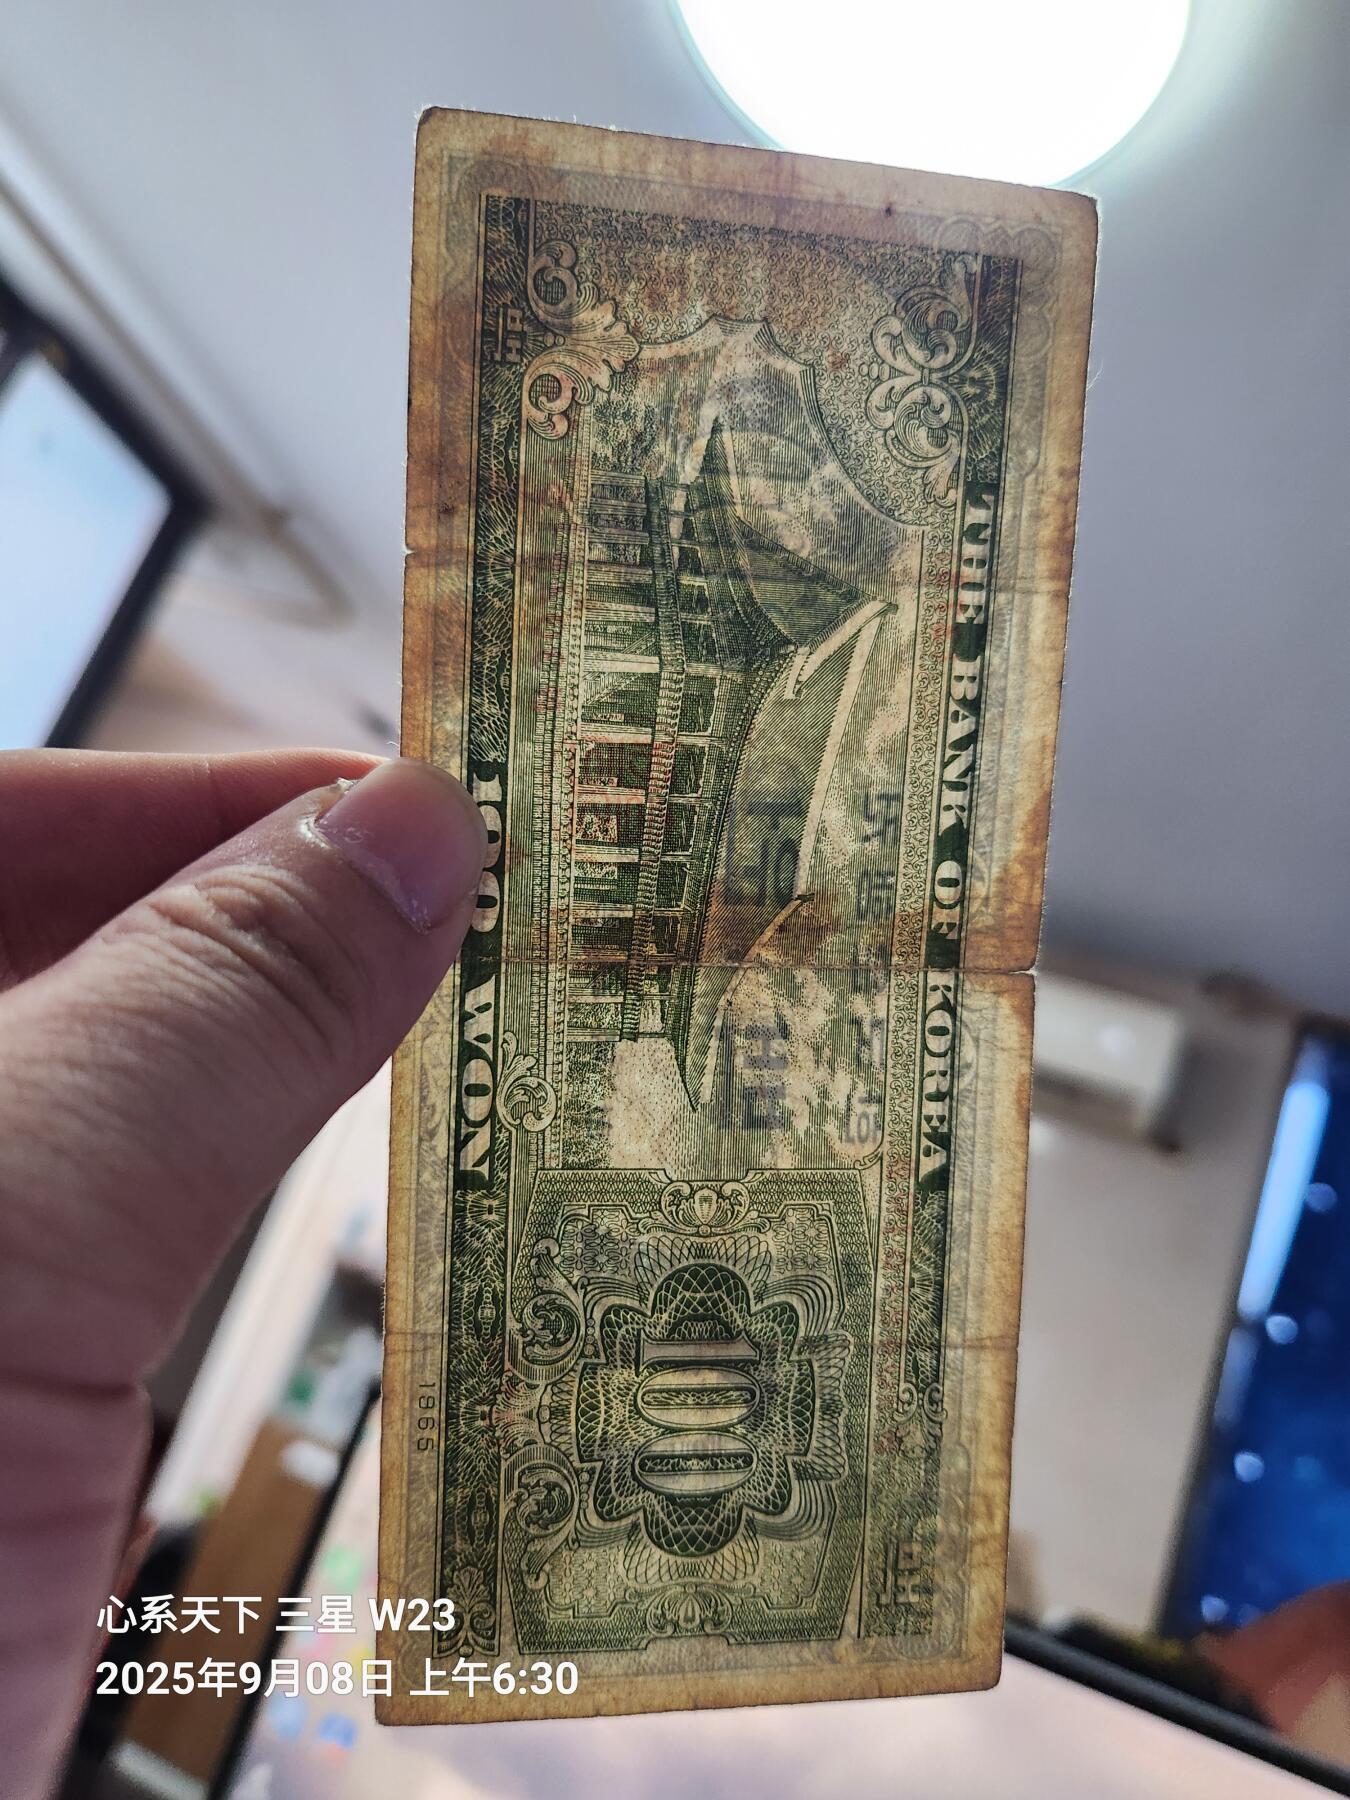 THE BANK OF KOREA
100 WON
100
1965
心系天下 三星 W23
2025年9月08日 上午6:30